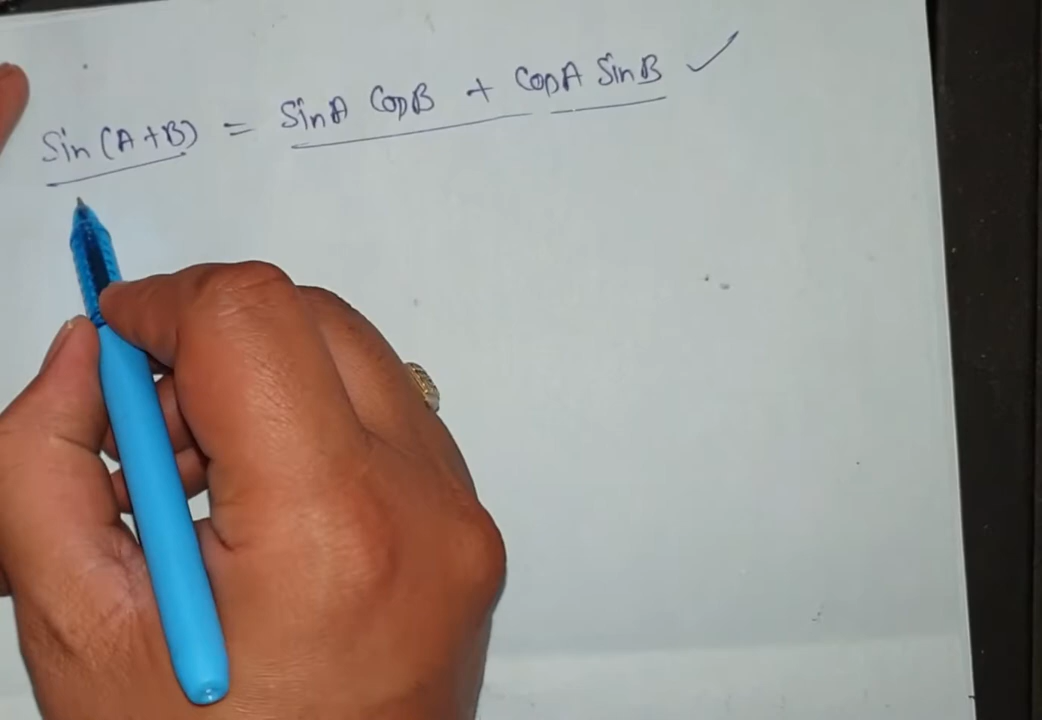 Sin (A+B) = SinA CosB + CosA SinB ✓